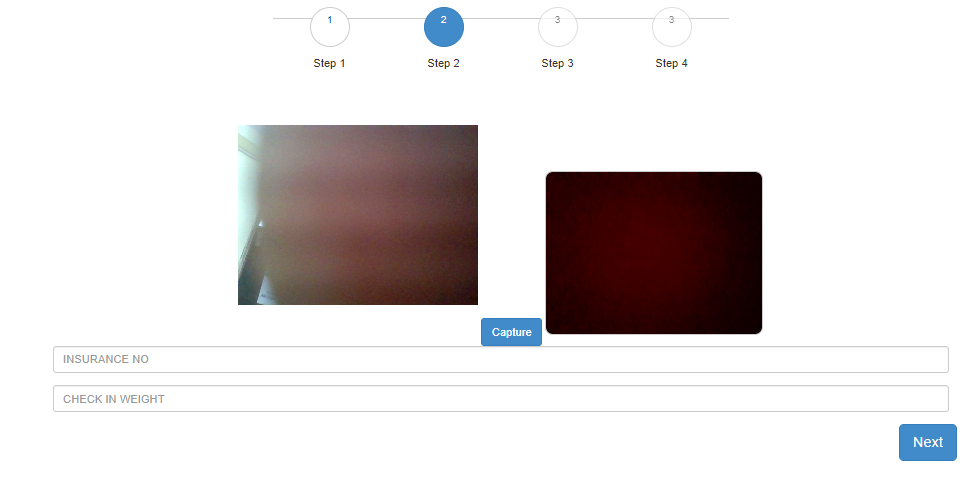 1 2 3 3
Step 1 Step 2 Step 3 Step 4
Capture
INSURANCE NO
CHECK IN WEIGHT
Next